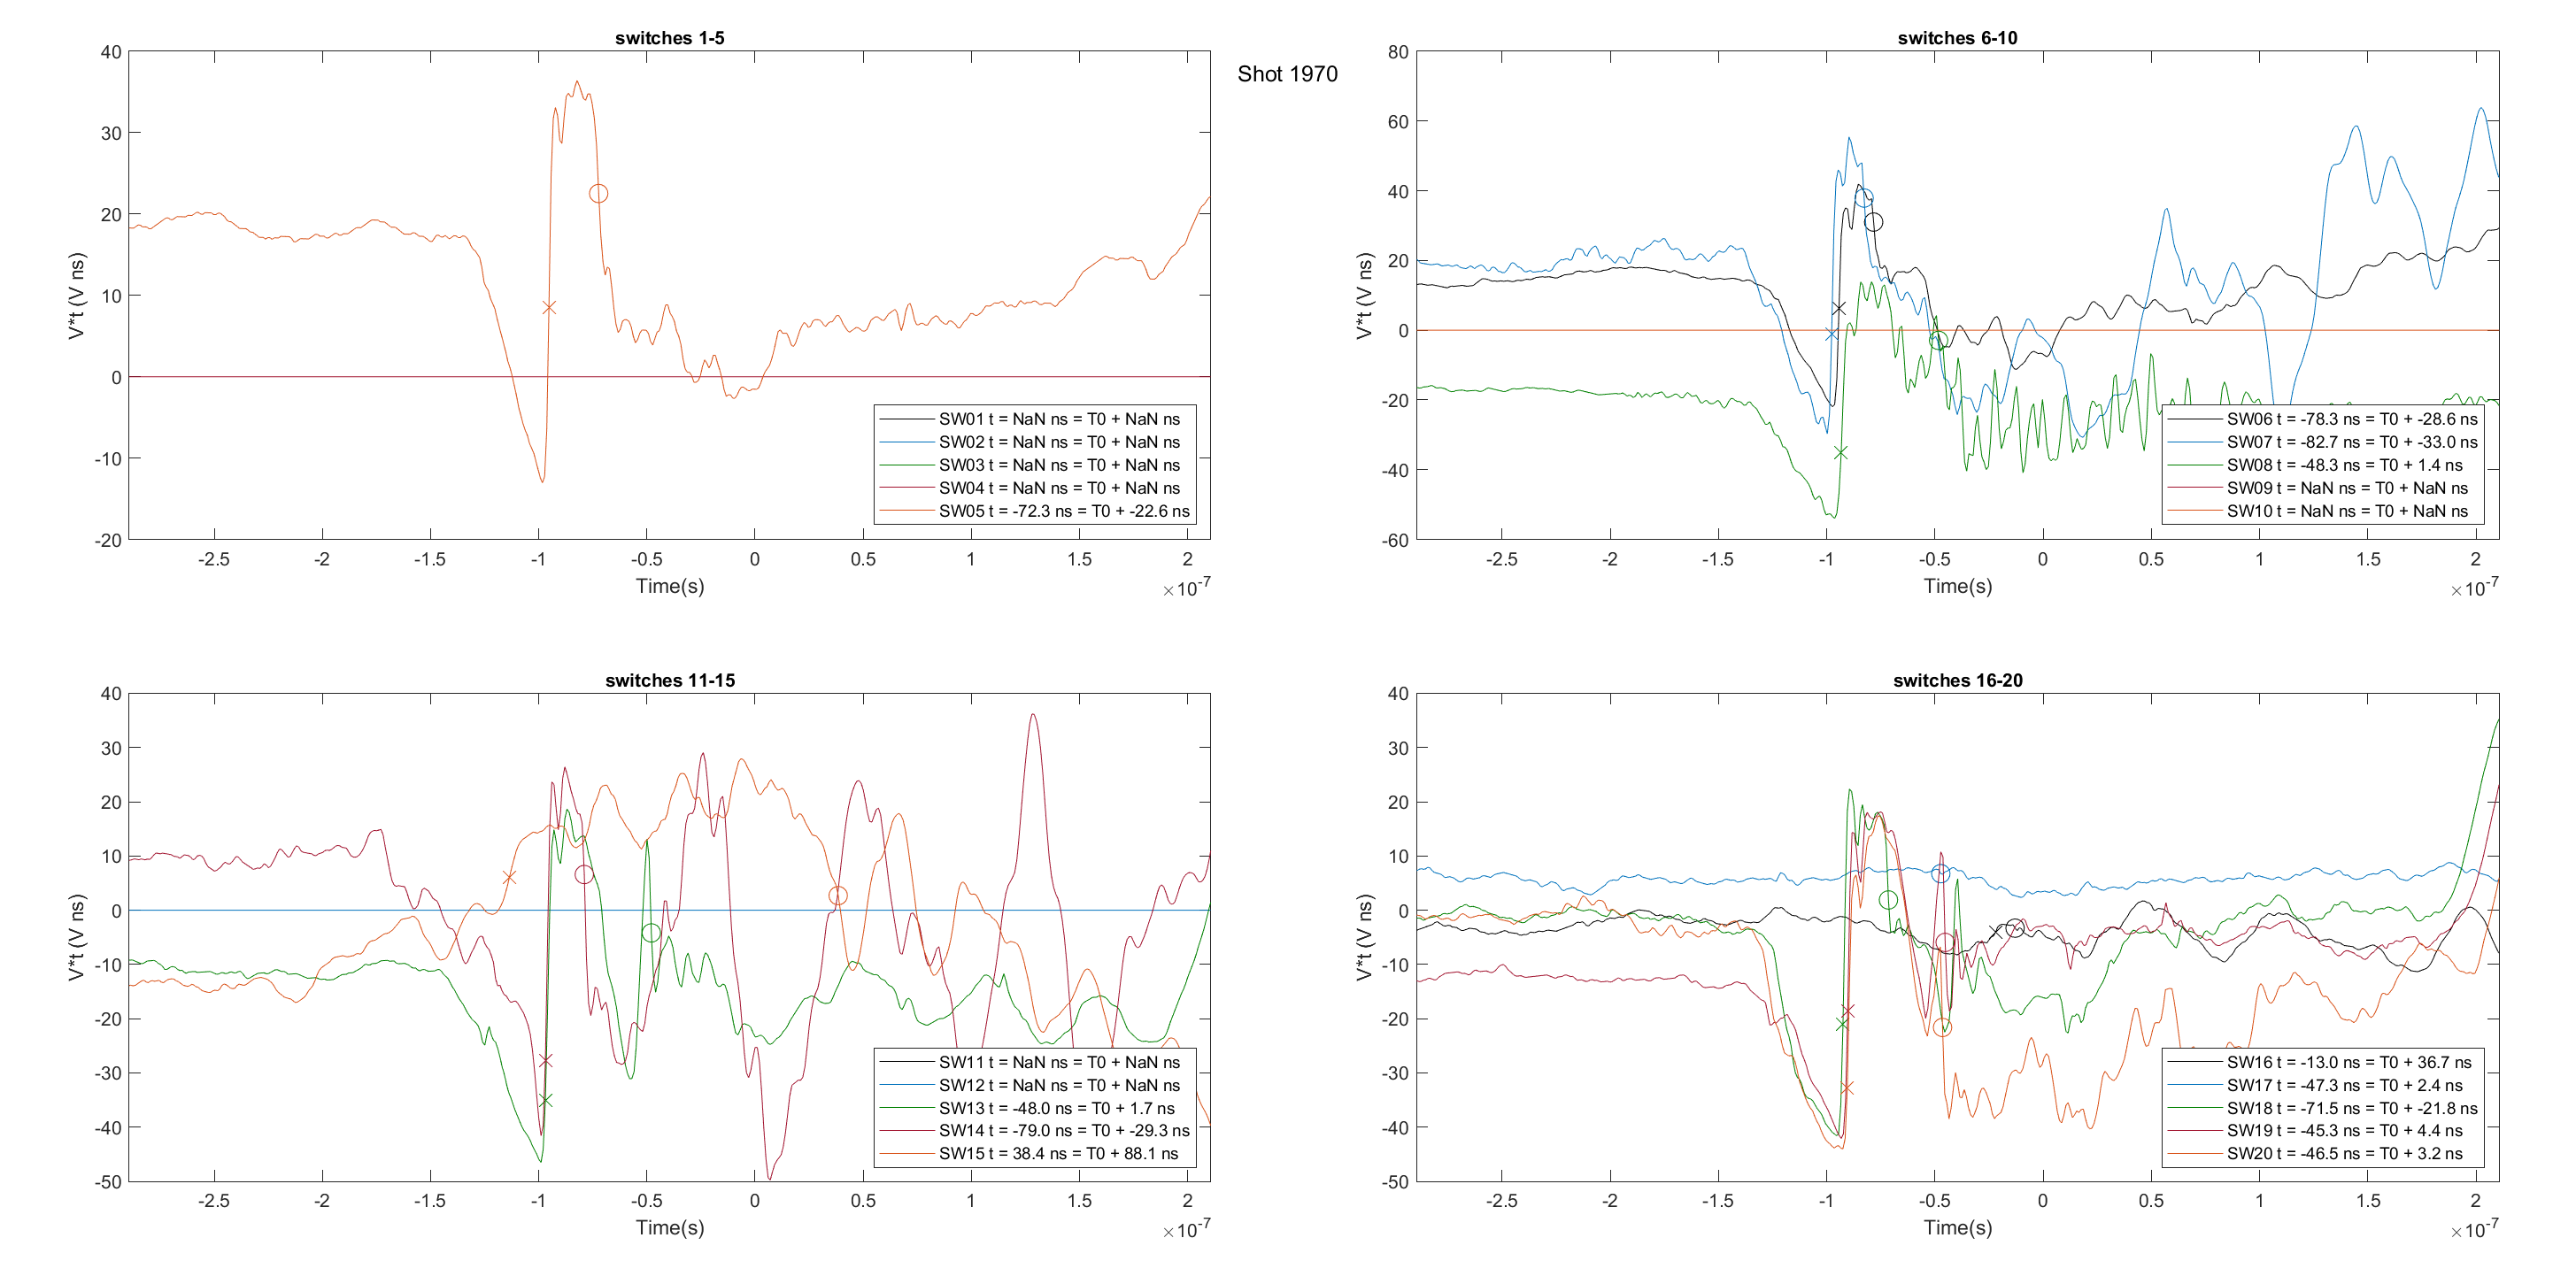 Shot 1970
switches 1-5
40
30
20
10
0
-10
-20
V*t (V ns)
-2.5 -2 -1.5 -1 -0.5 0 0.5 1 1.5 2
Time(s)
×10-7
SW01 t = NaN ns = T0 + NaN ns
SW02 t = NaN ns = T0 + NaN ns
SW03 t = NaN ns = T0 + NaN ns
SW04 t = NaN ns = T0 + NaN ns
SW05 t = -72.3 ns = T0 + -22.6 ns
switches 6-10
80
60
40
20
0
-20
-40
-60
V*t (V ns)
-2.5 -2 -1.5 -1 -0.5 0 0.5 1 1.5 2
Time(s)
×10-7
SW06 t = -78.3 ns = T0 + -28.6 ns
SW07 t = -82.7 ns = T0 + -33.0 ns
SW08 t = -48.3 ns = T0 + 1.4 ns
SW09 t = NaN ns = T0 + NaN ns
SW10 t = NaN ns = T0 + NaN ns
switches 11-15
40
30
20
10
0
-10
-20
-30
-40
-50
V*t (V ns)
-2.5 -2 -1.5 -1 -0.5 0 0.5 1 1.5 2
Time(s)
×10-7
SW11 t = NaN ns = T0 + NaN ns
SW12 t = NaN ns = T0 + NaN ns
SW13 t = -48.0 ns = T0 + 1.7 ns
SW14 t = -79.0 ns = T0 + -29.3 ns
SW15 t = 38.4 ns = T0 + 88.1 ns
switches 16-20
40
30
20
10
0
-10
-20
-30
-40
-50
V*t (V ns)
-2.5 -2 -1.5 -1 -0.5 0 0.5 1 1.5 2
Time(s)
×10-7
SW16 t = -13.0 ns = T0 + 36.7 ns
SW17 t = -47.3 ns = T0 + 2.4 ns
SW18 t = -71.5 ns = T0 + -21.8 ns
SW19 t = -45.3 ns = T0 + 4.4 ns
SW20 t = -46.5 ns = T0 + 3.2 ns